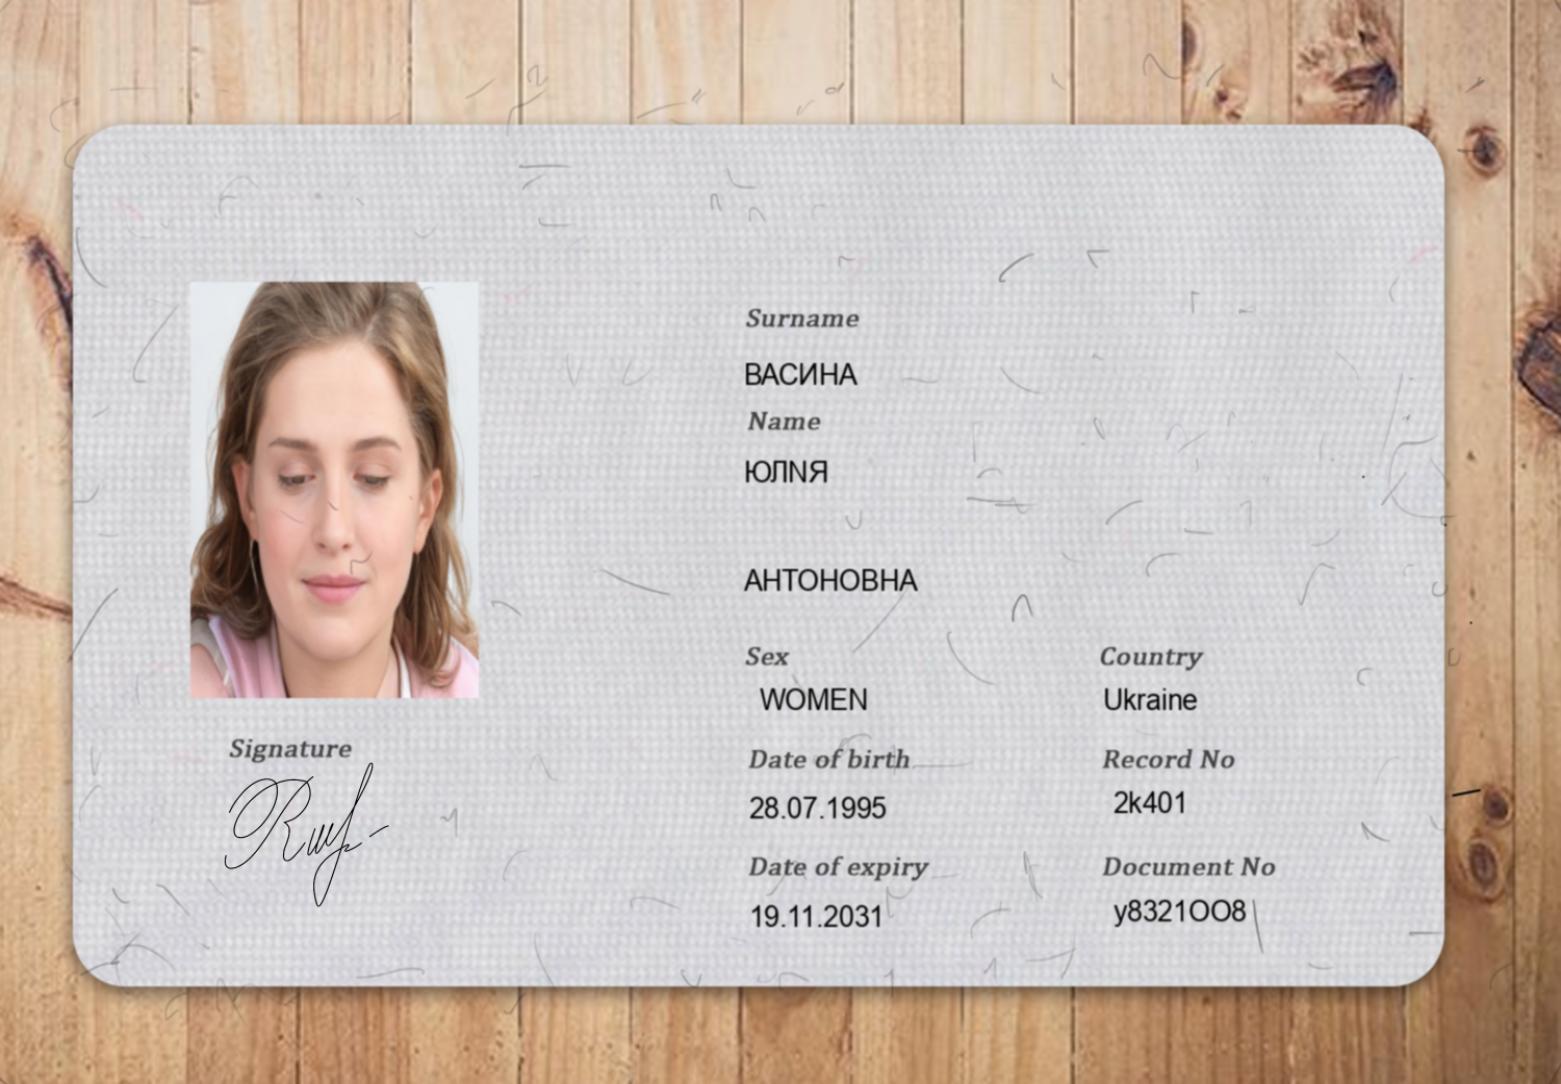 Surname
ВАСИНА
Name
ЮЛNЯ
АНТОНОВНА
Sex
WOMEN
Country
Ukraine
Date of birth
28.07.1995
Record No
2k401
Date of expiry
19.11.2031
Document No
y8321OO8
Signature